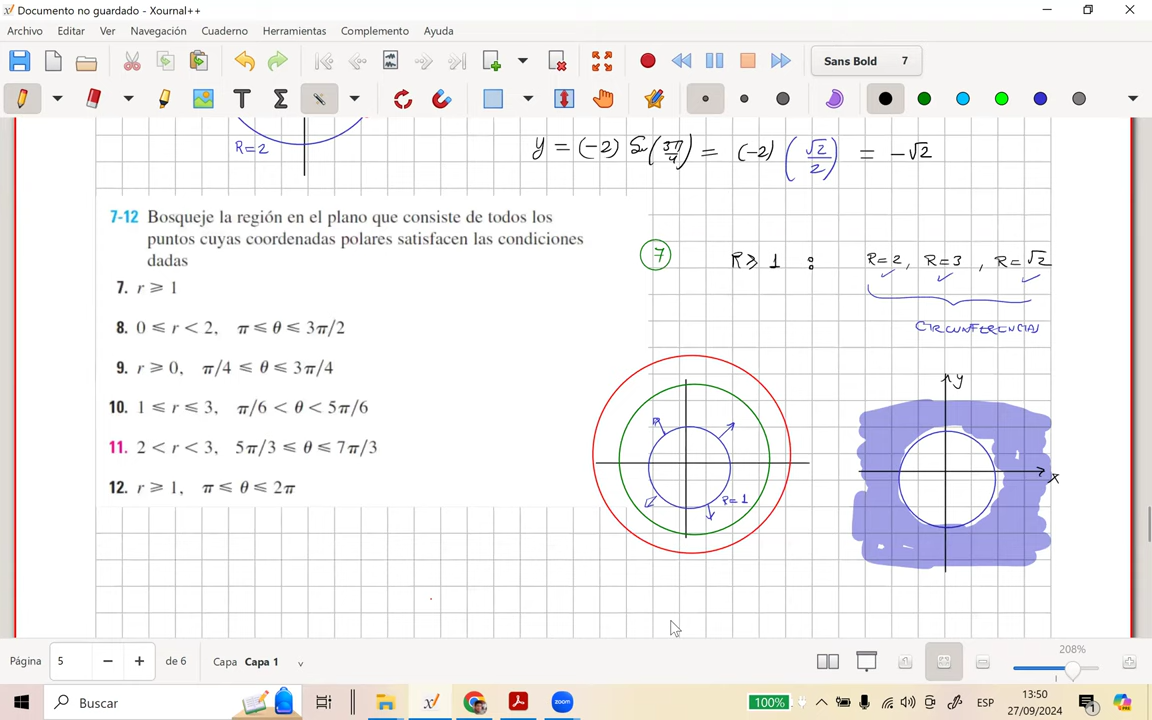 Documento no guardado - Xournal++
Archivo Editar Ver Navegación Cuaderno Herramientas Complemento Ayuda
Sans Bold 7
R=2
y = (-2) Sen(3π/4) = (-2) (√2/2) = -√2
7-12 Bosqueje la región en el plano que consiste de todos los
puntos cuyas coordenadas polares satisfacen las condiciones
dadas
7. r ⩾ 1
8. 0 ⩽ r < 2, π ⩽ θ ⩽ 3π/2
9. r ⩾ 0, π/4 ⩽ θ ⩽ 3π/4
10. 1 ⩽ r ⩽ 3, π/6 < θ < 5π/6
11. 2 < r < 3, 5π/3 ⩽ θ ⩽ 7π/3
12. r ⩾ 1, π ⩽ θ ⩽ 2π
7 R ⩾ 1 : R=2, R=3, R=√2
CIRCUNFERENCIAS
R=1
y
x
Página 5 de 6 Capa Capa 1 208%
Buscar
100% ESP 13:50
27/09/2024
1